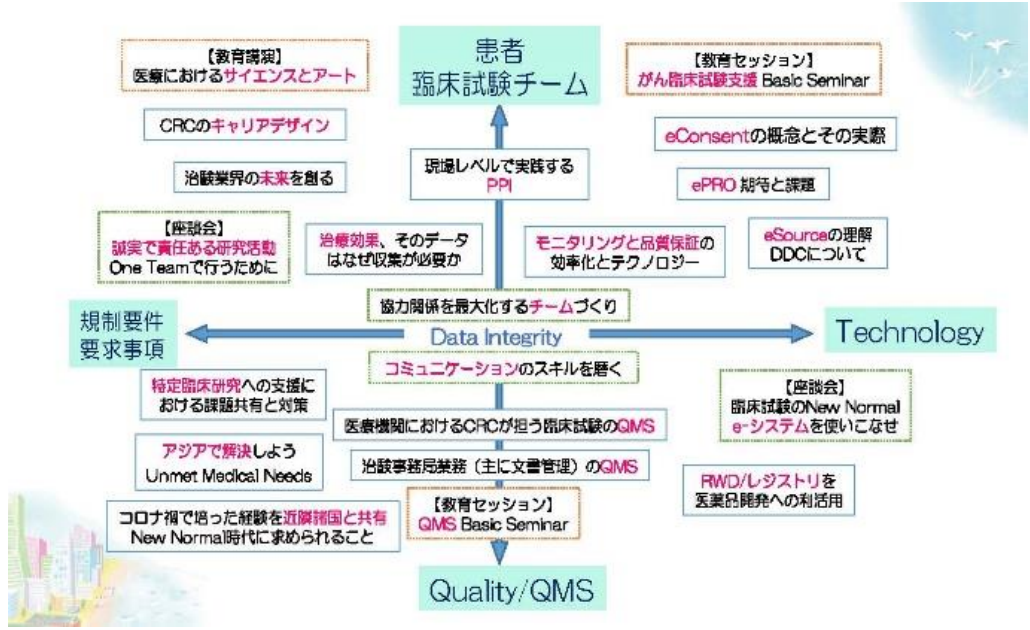 患者
臨床試験チーム
【教育講演】
医療におけるサイエンスとアート
【教育セッション】
がん臨床試験支援 Basic Seminar
CRCのキャリアデザイン
eConsentの概念とその実際
治験業界の未来を創る
現場レベルで実践する
PPI
ePRO 期待と課題
【座談会】
誠実で責任ある研究活動
One Teamで行うために
治療効果、そのデータ
はなぜ収集が必要か
モニタリングと品質保証の
効率化とテクノロジー
eSourceの理解
DDCについて
協力関係を最大化するチームづくり
規制要件
要求事項
Data Integrity
Technology
コミュニケーションのスキルを磨く
特定臨床研究への支援に
おける課題共有と対策
【座談会】
臨床試験のNew Normal
e-システムを使いこなせ
医療機関におけるCRCが担う臨床試験のQMS
アジアで解決しよう
Unmet Medical Needs
治験事務局業務（主に文書管理）のQMS
RWD/レジストリを
医薬品開発への利活用
【教育セッション】
QMS Basic Seminar
コロナ禍で培った経験を近隣諸国と共有
New Normal時代に求められること
Quality/QMS